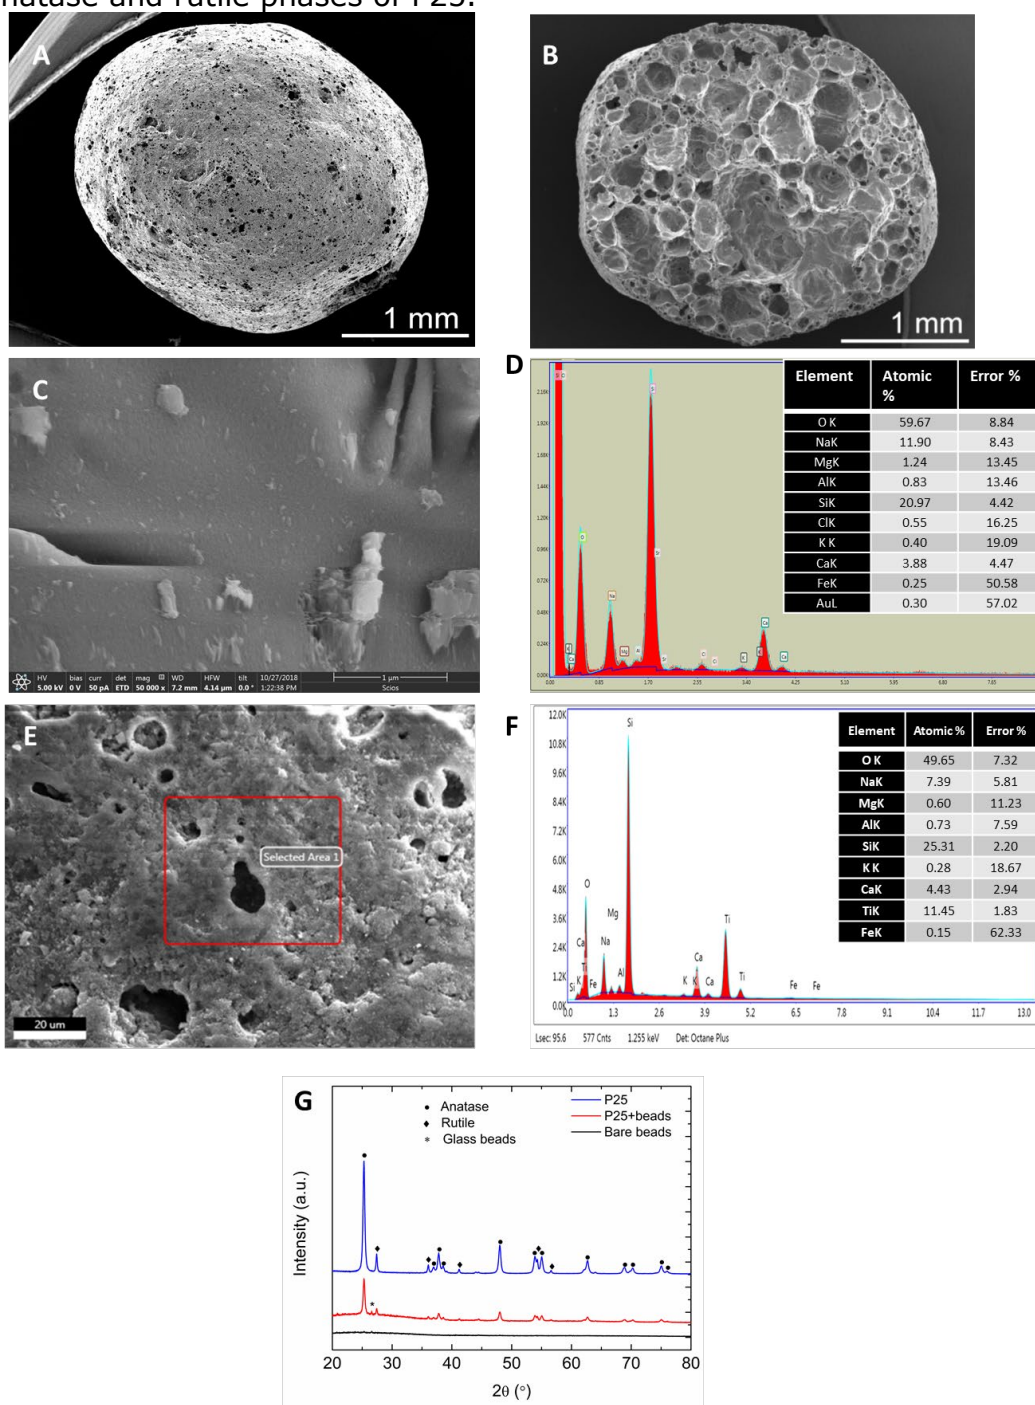 natase and rutile phases of P25.
A
1 mm
B
1 mm
C
HV bias curr det mag WD HFW tilt 10/27/2018 1 µm
5.00 kV 0 V 50 pA ETD 50 000 x 7.2 mm 4.14 µm 0.0 ° 1:22:38 PM Scios
D
Element Atomic % Error %
O K 59.67 8.84
NaK 11.90 8.43
MgK 1.24 13.45
AlK 0.83 13.46
SiK 20.97 4.42
ClK 0.55 16.25
K K 0.40 19.09
CaK 3.88 4.47
FeK 0.25 50.58
AuL 0.30 57.02
E
Selected Area 1
20 um
F
Element Atomic % Error %
O K 49.65 7.32
NaK 7.39 5.81
MgK 0.60 11.23
AlK 0.73 7.59
SiK 25.31 2.20
K K 0.28 18.67
CaK 4.43 2.94
TiK 11.45 1.83
FeK 0.15 62.33
12.0K
10.8K
9.6K
8.4K
7.2K
6.0K
4.8K
3.6K
2.4K
1.2K
0.0K
Si
O
Mg
Ca
Na
Ti
K
Si
Fe
Al
K
K
Ca
Ca
Ti
Ti
Fe
Fe
0.0 1.3 2.6 3.9 5.2 6.5 7.8 9.1 10.4 11.7 13.0
Lsec: 95.6 577 Cnts 1.255 keV Det: Octane Plus
G
Anatase
Rutile
* Glass beads
P25
P25+beads
Bare beads
*
Intensity (a.u.)
20 30 40 50 60 70 80
2θ (°)